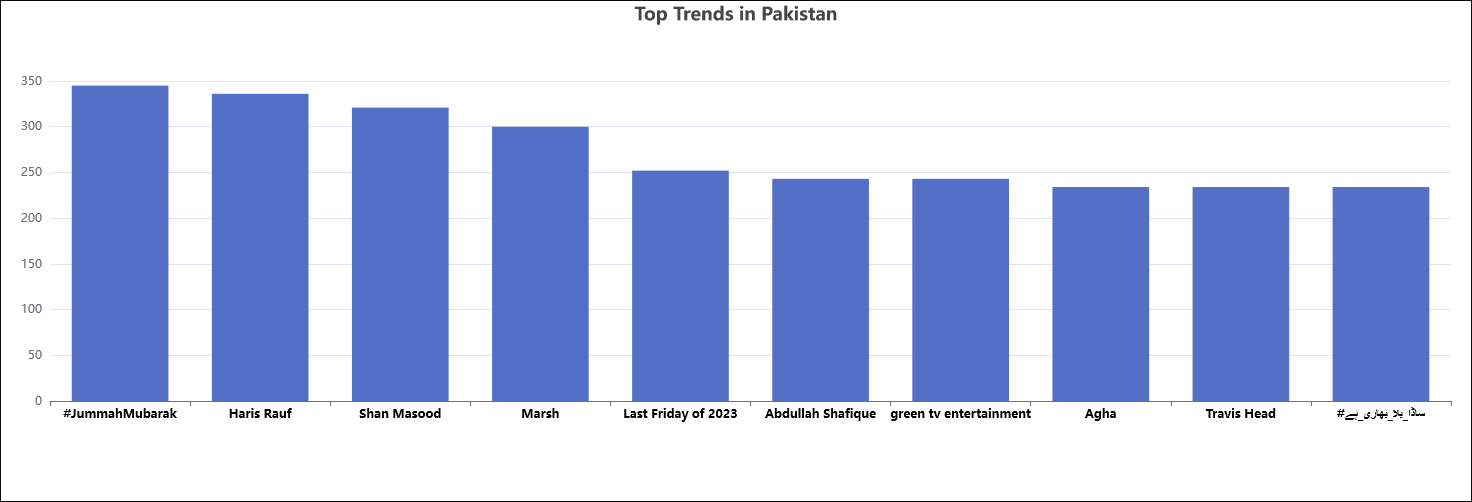 Top Trends in Pakistan
350
300
250
200
150
100
50
0
#JummahMubarak
Haris Rauf
Shan Masood
Marsh
Last Friday of 2023
Abdullah Shafique
green tv entertainment
Agha
Travis Head
#ساڈا_بلا_بھاری_ہے